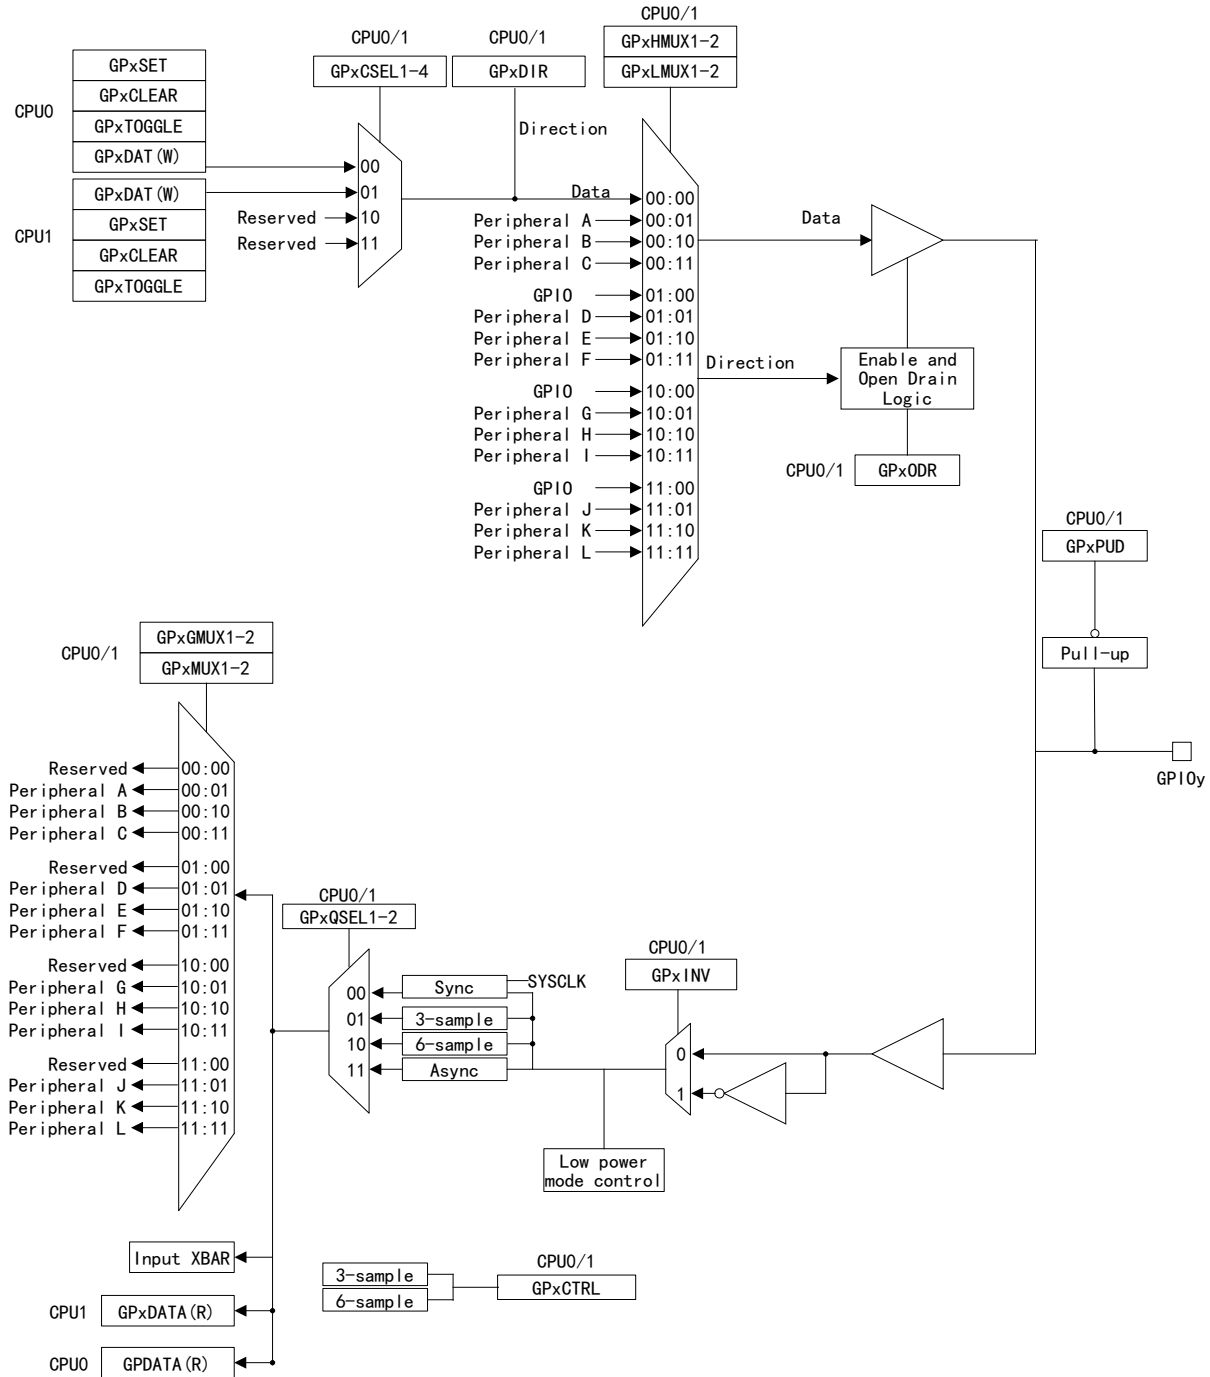 CPU0/1
GPxHMUX1-2
GPxLMUX1-2
CPU0/1
GPxCSEL1-4
CPU0/1
GPxDIR
Direction
CPU0
GPxSET
GPxCLEAR
GPxTOGGLE
GPxDAT(W)
CPU1
GPxDAT(W)
GPxSET
GPxCLEAR
GPxTOGGLE
Reserved
Reserved
00
01
10
11
Data
Peripheral A
Peripheral B
Peripheral C
GPIO
Peripheral D
Peripheral E
Peripheral F
GPIO
Peripheral G
Peripheral H
Peripheral I
GPIO
Peripheral J
Peripheral K
Peripheral L
00:00
00:01
00:10
00:11
01:00
01:01
01:10
01:11
10:00
10:01
10:10
10:11
11:00
11:01
11:10
11:11
Data
Direction
Enable and
Open Drain
Logic
CPU0/1
GPxODR
CPU0/1
GPxPUD
Pull-up
GPIOy
CPU0/1
GPxGMUX1-2
GPxMUX1-2
Reserved
Peripheral A
Peripheral B
Peripheral C
Reserved
Peripheral D
Peripheral E
Peripheral F
Reserved
Peripheral G
Peripheral H
Peripheral I
Reserved
Peripheral J
Peripheral K
Peripheral L
00:00
00:01
00:10
00:11
01:00
01:01
01:10
01:11
10:00
10:01
10:10
10:11
11:00
11:01
11:10
11:11
CPU0/1
GPxQSEL1-2
00
01
10
11
Sync
3-sample
6-sample
Async
SYSCLK
CPU0/1
GPxINV
0
1
Low power
mode control
Input XBAR
CPU1
GPxDATA(R)
CPU0
GPDATA(R)
3-sample
6-sample
CPU0/1
GPxCTRL